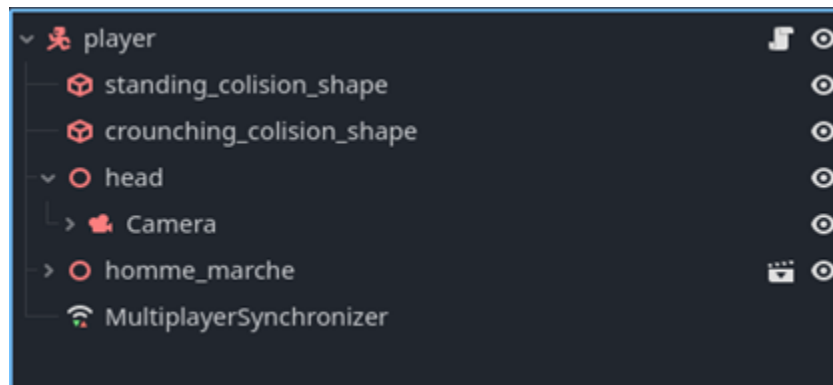 player
standing_colision_shape
crounching_colision_shape
head
Camera
homme_marche
MultiplayerSynchronizer